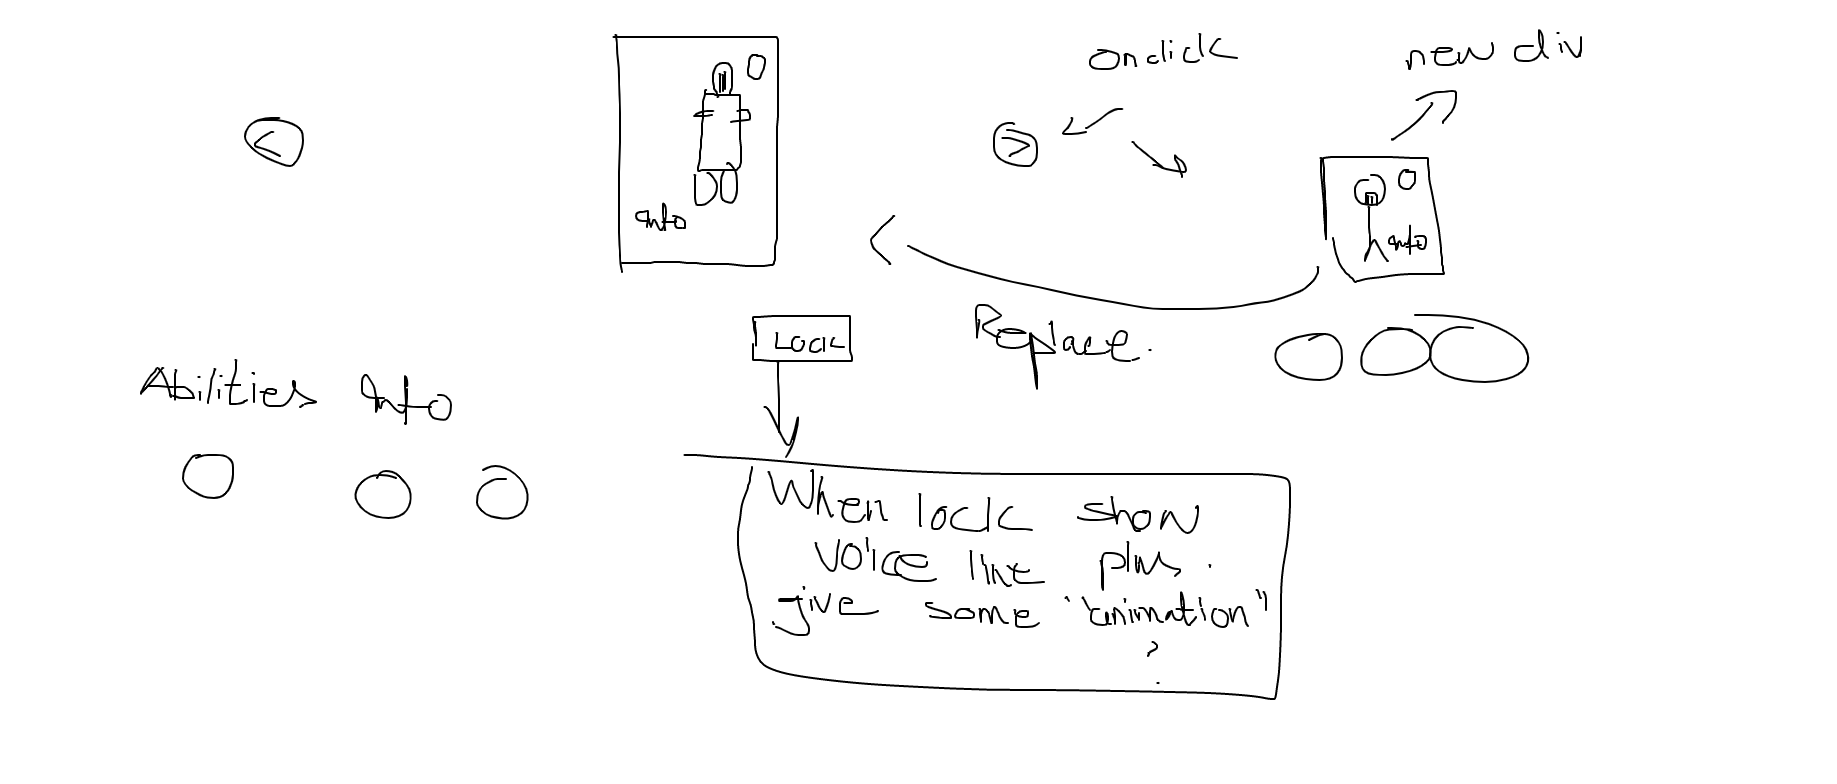 onclick
new div
<
>
info
info
LOCK
Replace.
Abilities Info
When lock show
voice line plus.
give some "animation"
?